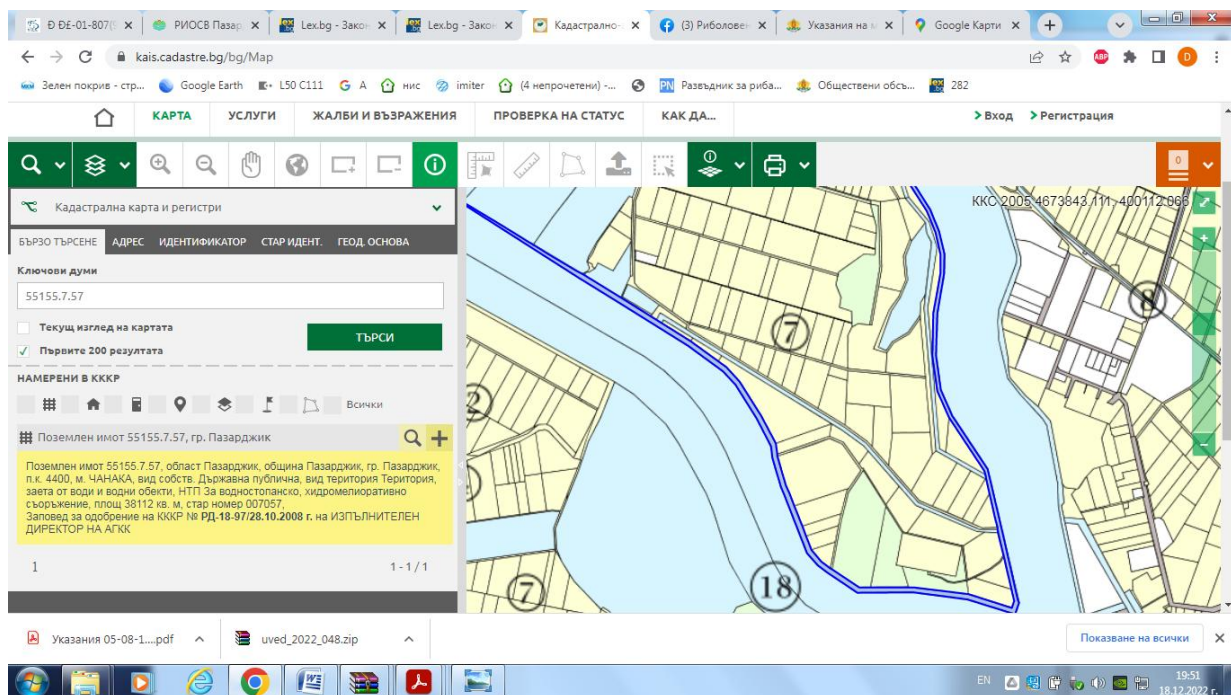 Ð Ð£-01-807(
РИОСВ Пазар
Lex.bg - Закон
Lex.bg - Закон
Кадастрално-
(3) Риболовен
Указания на м
Google Карти
kais.cadastre.bg/bg/Map
Зелен покрив - стр...
Google Earth
L50 C111
G A
нис
imiter
(4 непрочетени) -...
Развъдник за риба...
Обществени обсъ...
282
КАРТА
УСЛУГИ
ЖАЛБИ И ВЪЗРАЖЕНИЯ
ПРОВЕРКА НА СТАТУС
КАК ДА...
Вход
Регистрация
0
Кадастрална карта и регистри
ККС 2005:4673843.111, 400112.066
БЪРЗО ТЪРСЕНЕ
АДРЕС
ИДЕНТИФИКАТОР
СТАР ИДЕНТ.
ГЕОД. ОСНОВА
Ключови думи
55155.7.57
Текущ изглед на картата
Първите 200 резултата
ТЪРСИ
НАМЕРЕНИ В КККР
Всички
Поземлен имот 55155.7.57, гр. Пазарджик
Поземлен имот 55155.7.57, област Пазарджик, община Пазарджик, гр. Пазарджик,
п.к. 4400, м. ЧАНАКА, вид собств. Държавна публична, вид територия Територия,
заета от води и водни обекти, НТП За водностопанско, хидромелиоративно
съоръжение, площ 38112 кв. м, стар номер 007057,
Заповед за одобрение на КККР № РД-18-97/28.10.2008 г. на ИЗПЪЛНИТЕЛЕН
ДИРЕКТОР НА АГКК
1
1 - 1 / 1
7
8
2
7
18
Указания 05-08-1....pdf
uved_2022_048.zip
Показване на всички
EN
19:51
18.12.2022 г.